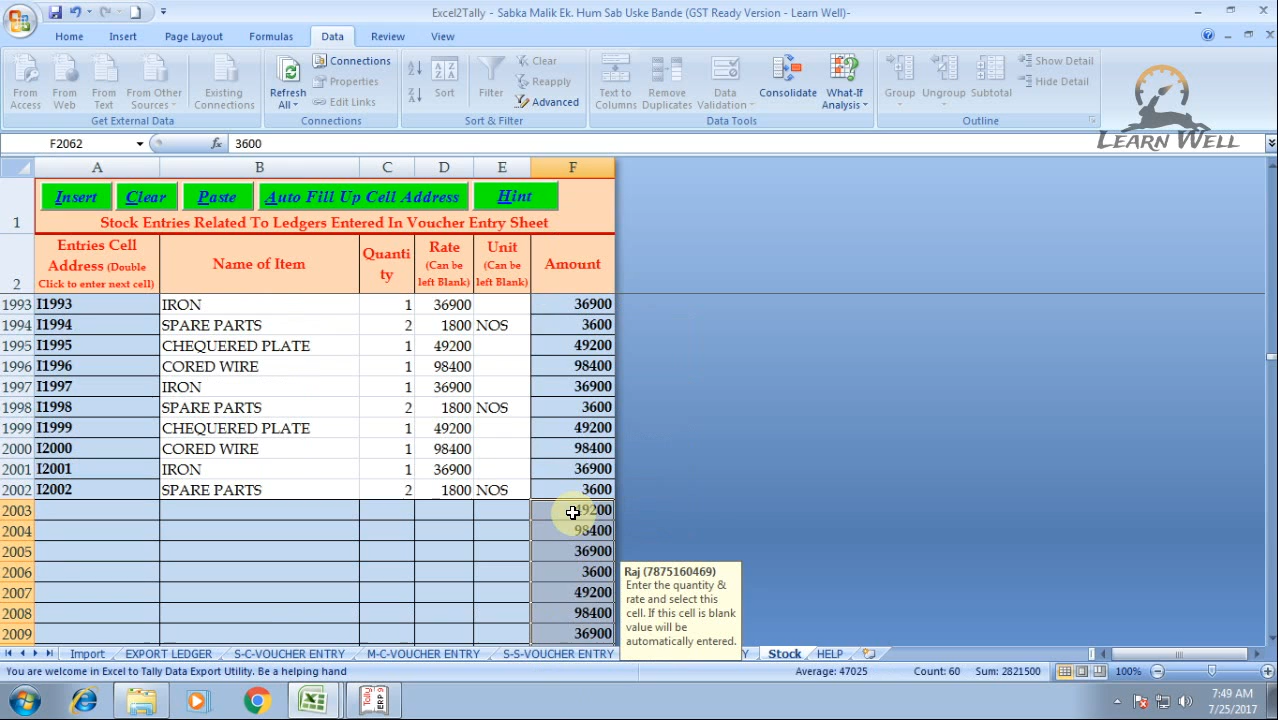 Excel2Tally - Sabka Malik Ek. Hum Sab Uske Bande (GST Ready Version - Learn Well)-
Home Insert Page Layout Formulas Data Review View
From Access
From Web
From Text
From Other Sources
Existing Connections
Get External Data
Refresh All
Connections
Properties
Edit Links
Connections
Sort
Filter
Clear
Reapply
Advanced
Sort & Filter
Text to Columns
Remove Duplicates
Data Validation
Consolidate
What-If Analysis
Data Tools
Group
Ungroup
Subtotal
Show Detail
Hide Detail
Outline
LEARN WELL
F2062 fx 3600
A B C D E F
Insert Clear Paste Auto Fill Up Cell Address Hint
1 Stock Entries Related To Ledgers Entered In Voucher Entry Sheet
2
Entries Cell
Address (Double
Click to enter next cell)
Name of Item
Quanti
ty
Rate
(Can be
left Blank)
Unit
(Can be
left Blank)
Amount
1993 I1993 IRON 1 36900 36900
1994 I1994 SPARE PARTS 2 1800 NOS 3600
1995 I1995 CHEQUERED PLATE 1 49200 49200
1996 I1996 CORED WIRE 1 98400 98400
1997 I1997 IRON 1 36900 36900
1998 I1998 SPARE PARTS 2 1800 NOS 3600
1999 I1999 CHEQUERED PLATE 1 49200 49200
2000 I2000 CORED WIRE 1 98400 98400
2001 I2001 IRON 1 36900 36900
2002 I2002 SPARE PARTS 2 1800 NOS 3600
2003 49200
2004 98400
2005 36900
2006 3600
2007 49200
2008 98400
2009 36900
Raj (7875160469)
Enter the quantity &
rate and select this
cell. If this cell is blank
value will be
automatically entered.
Import EXPORT LEDGER S-C-VOUCHER ENTRY M-C-VOUCHER ENTRY S-S-VOUCHER ENTRY Y Stock HELP
You are welcome in Excel to Tally Data Export Utility. Be a helping hand Average: 47025 Count: 60 Sum: 2821500 100%
Tally ERP 9
7:49 AM
7/25/2017